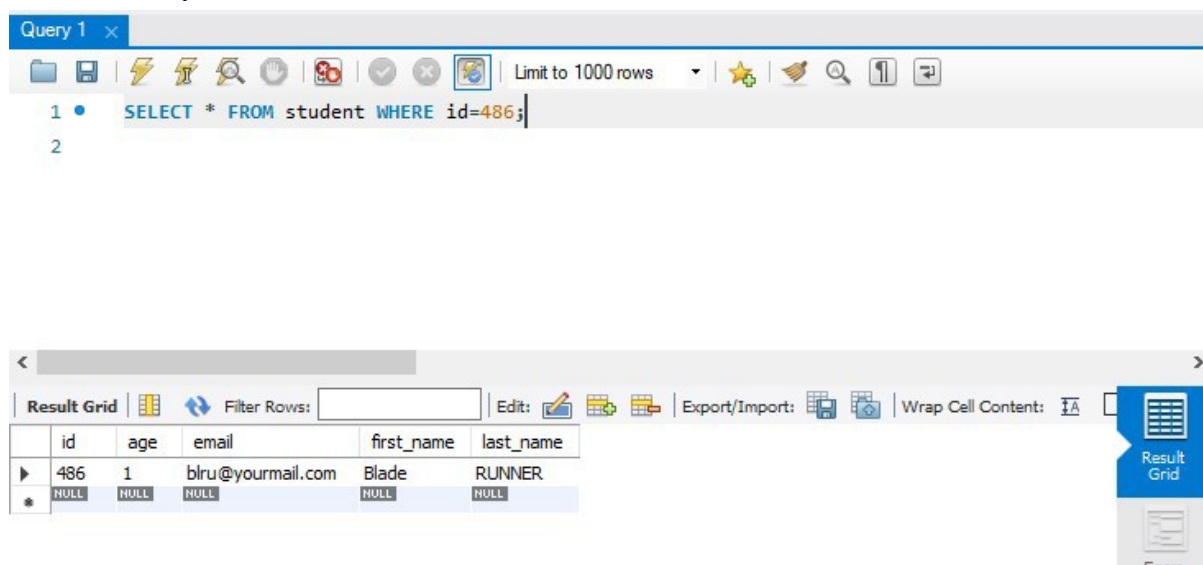 Query 1
Limit to 1000 rows
1 SELECT * FROM student WHERE id=486;
2
Result Grid Filter Rows: Edit: Export/Import: Wrap Cell Content:
id age email first_name last_name
486 1 blru@yourmail.com Blade RUNNER
NULL NULL NULL NULL NULL
Result
Grid